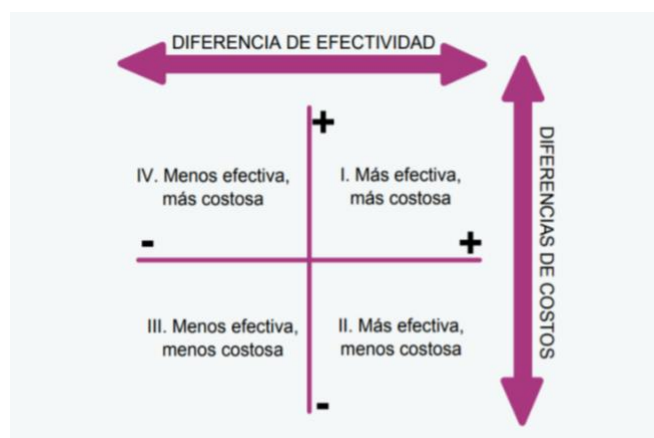 DIFERENCIA DE EFECTIVIDAD
+
IV. Menos efectiva,
más costosa
I. Más efectiva,
más costosa
-
+
III. Menos efectiva,
menos costosa
II. Más efectiva,
menos costosa
-
DIFERENCIAS DE COSTOS